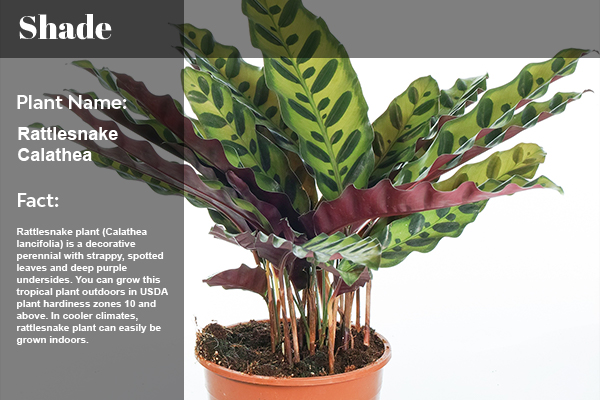 Shade
Plant Name:
Rattlesnake
Calathea
Fact:
Rattlesnake plant (Calathea
lancifolia) is a decorative
perennial with strappy, spotted
leaves and deep purple
undersides. You can grow this
tropical plant outdoors in USDA
plant hardiness zones 10 and
above. In cooler climates,
rattlesnake plant can easily be
grown indoors.